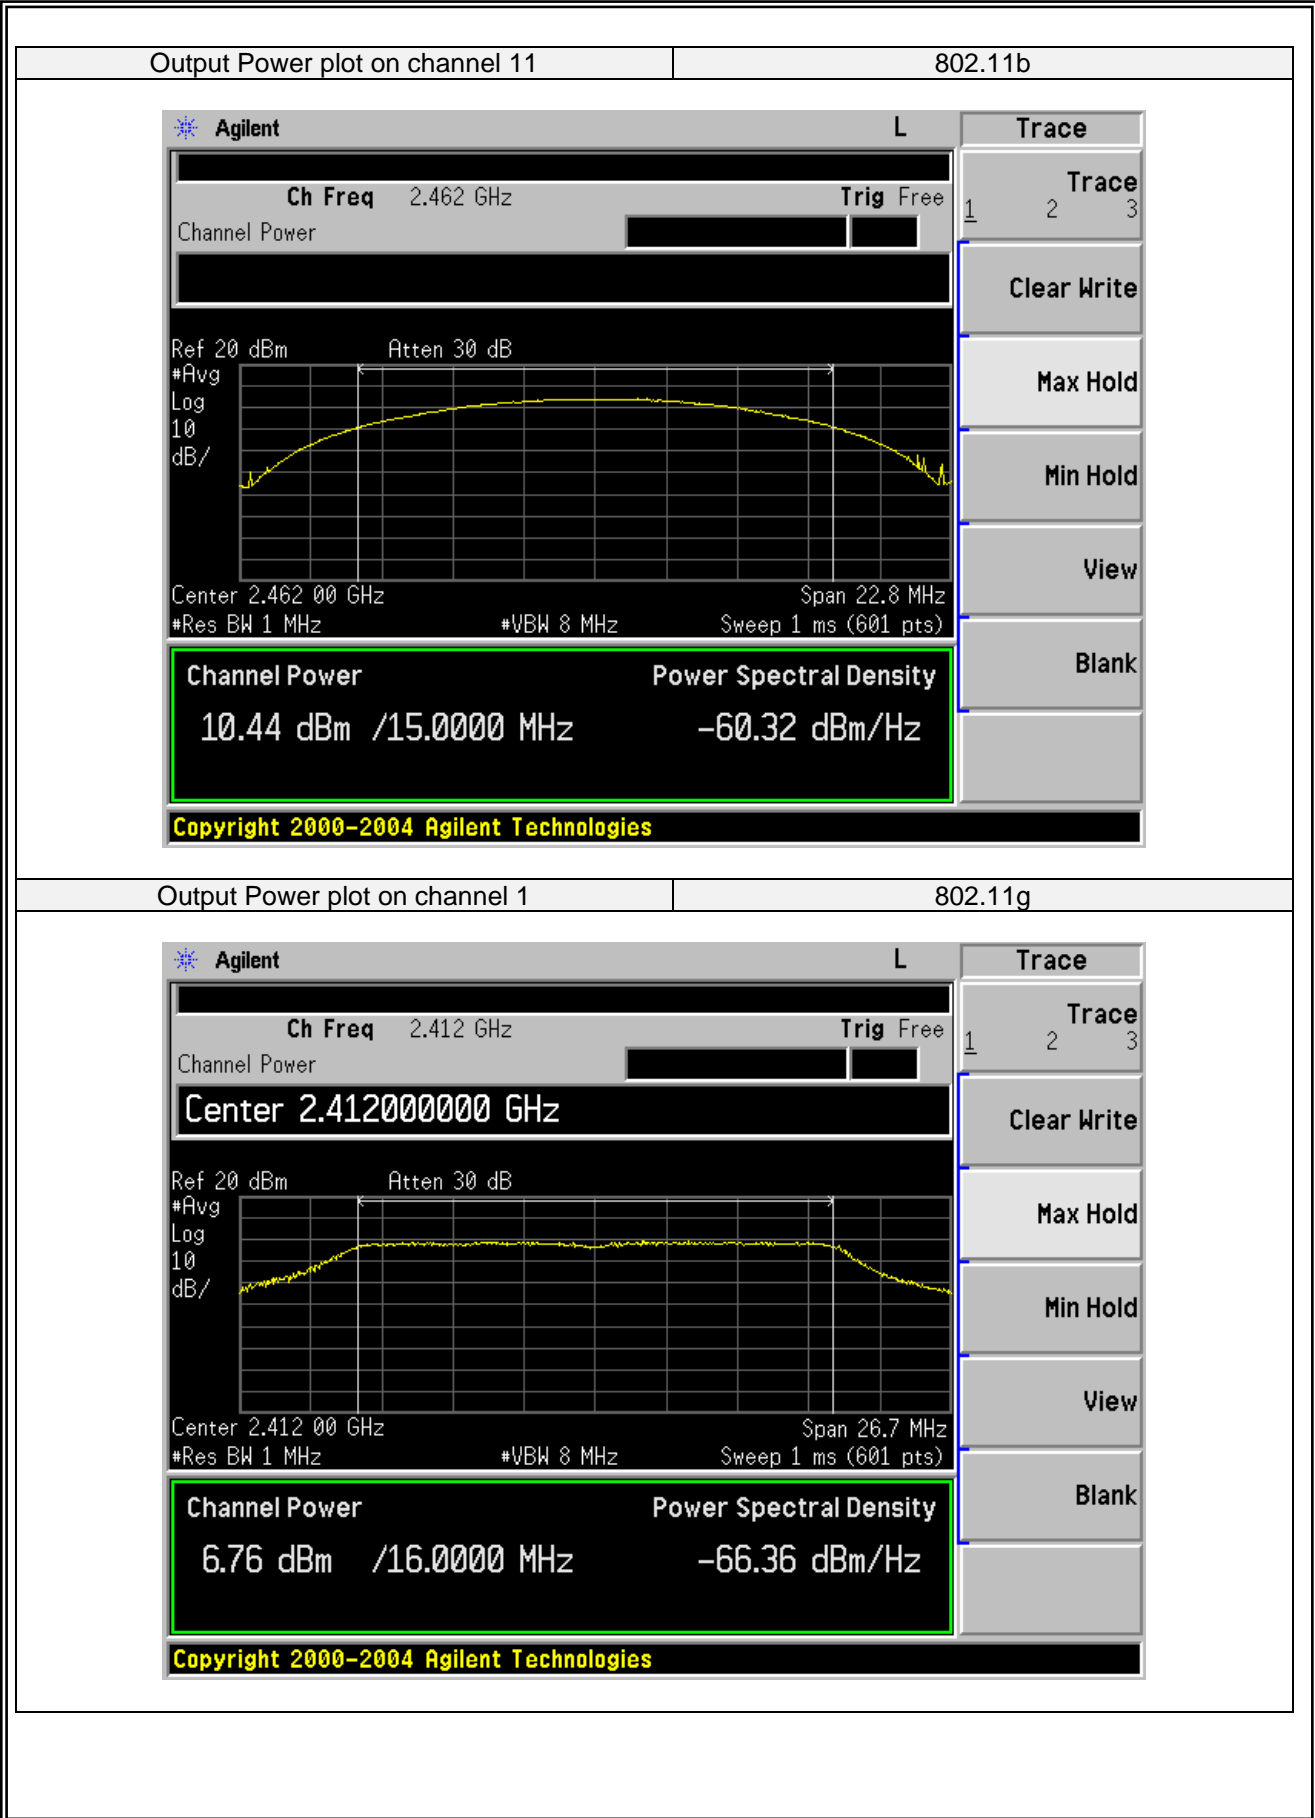 Output Power plot on channel 11 802.11b
Agilent L Trace
Ch Freq 2.462 GHz Trig Free
Channel Power
Trace
1 2 3
Clear Write
Ref 20 dBm Atten 30 dB
#Avg
Log
10
dB/
Max Hold
Min Hold
View
Center 2.462 00 GHz Span 22.8 MHz
#Res BW 1 MHz #VBW 8 MHz Sweep 1 ms (601 pts)
Blank
Channel Power Power Spectral Density
10.44 dBm /15.0000 MHz -60.32 dBm/Hz
Copyright 2000-2004 Agilent Technologies
Output Power plot on channel 1 802.11g
Agilent L Trace
Ch Freq 2.412 GHz Trig Free
Channel Power
Trace
1 2 3
Center 2.412000000 GHz
Clear Write
Ref 20 dBm Atten 30 dB
#Avg
Log
10
dB/
Max Hold
Min Hold
View
Center 2.412 00 GHz Span 26.7 MHz
#Res BW 1 MHz #VBW 8 MHz Sweep 1 ms (601 pts)
Blank
Channel Power Power Spectral Density
6.76 dBm /16.0000 MHz -66.36 dBm/Hz
Copyright 2000-2004 Agilent Technologies